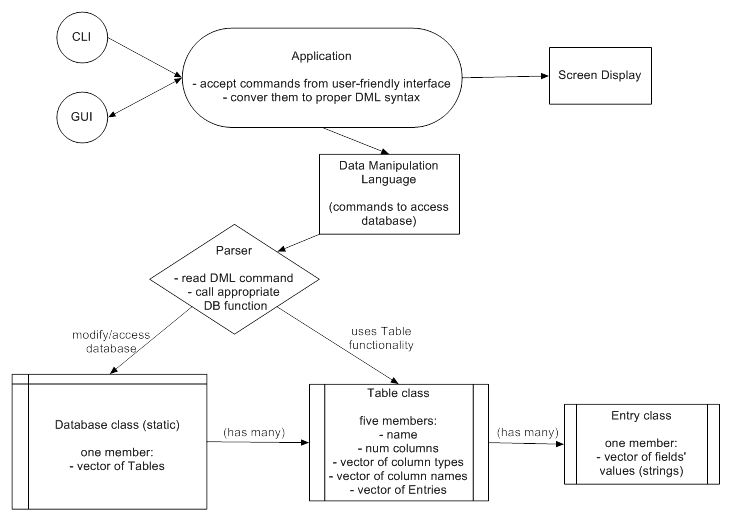 CLI
Application
- accept commands from user-friendly interface
- conver them to proper DML syntax
Screen Display
GUI
Data Manipulation
Language
(commands to access
database)
Parser
- read DML command
- call appropriate
DB function
modify/access
database
uses Table
functionality
Database class (static)
one member:
- vector of Tables
(has many)
Table class
five members:
- name
- num columns
- vector of column types
- vector of column names
- vector of Entries
(has many)
Entry class
one member:
- vector of fields'
values (strings)